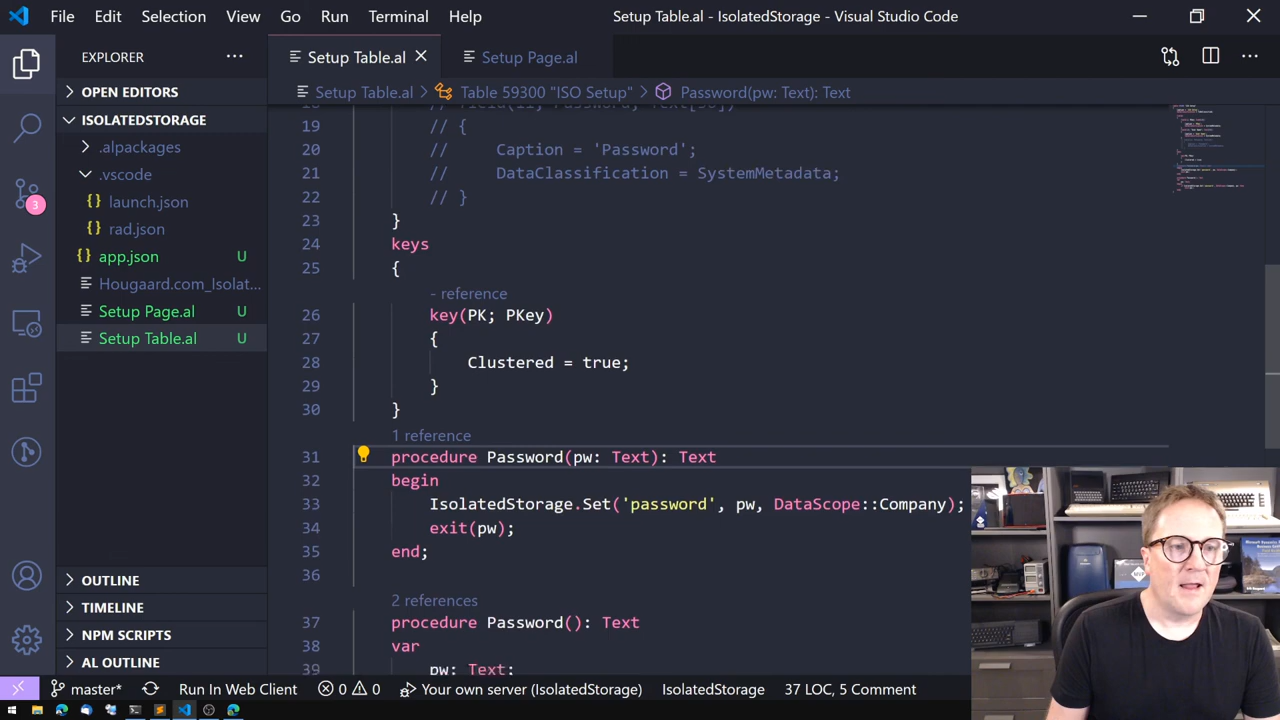 File Edit Selection View Go Run Terminal Help
Setup Table.al - IsolatedStorage - Visual Studio Code
EXPLORER
Setup Table.al
Setup Page.al
OPEN EDITORS
Setup Table.al
Table 59300 "ISO Setup"
Password(pw: Text): Text
ISOLATEDSTORAGE
.alpackages
.vscode
launch.json
rad.json
app.json U
Hougaard.com_Isolat...
Setup Page.al U
Setup Table.al U
OUTLINE
TIMELINE
NPM SCRIPTS
AL OUTLINE
3
19 // {
20 // Caption = 'Password';
21 // DataClassification = SystemMetadata;
22 // }
23 }
24 keys
25 {
- reference
26 key(PK; PKey)
27 {
28 Clustered = true;
29 }
30 }
1 reference
31 procedure Password(pw: Text): Text
32 begin
33 IsolatedStorage.Set('password', pw, DataScope::Company);
34 exit(pw);
35 end;
36
2 references
37 procedure Password(): Text
38 var
39 pw: Text;
master* Run In Web Client 0 0 Your own server (IsolatedStorage) IsolatedStorage 37 LOC, 5 Comment